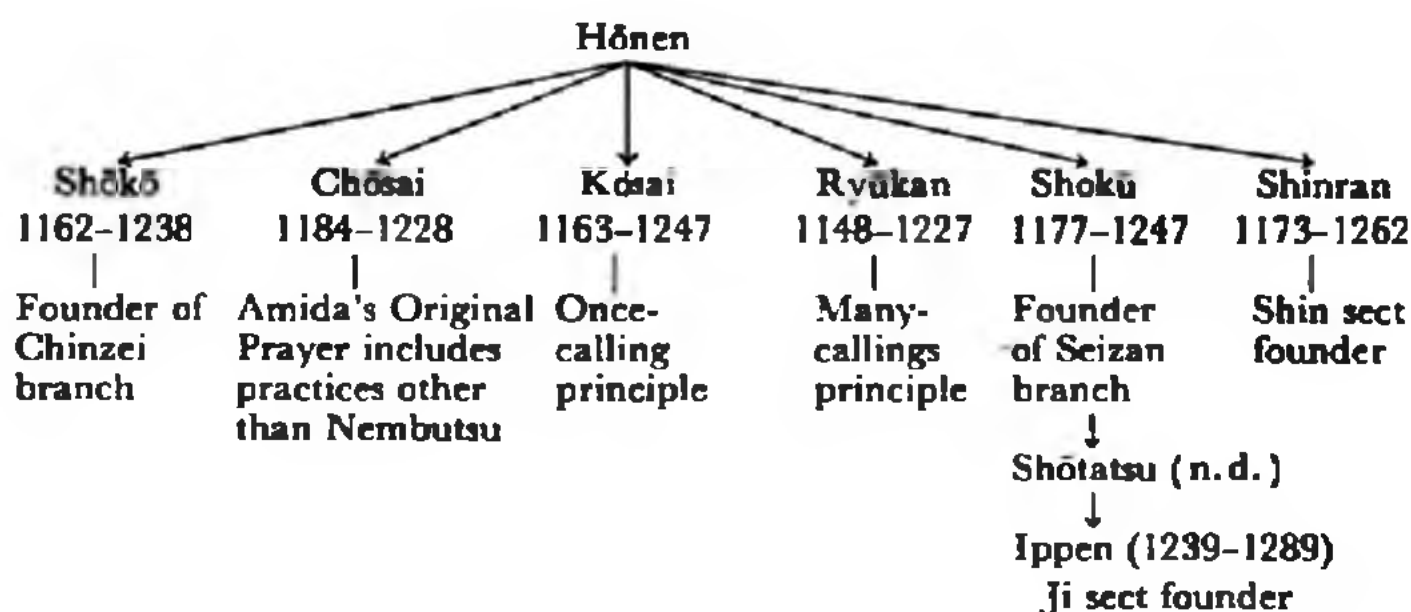 Hōnen
Shōkō
1162–1238
Founder of
Chinzei
branch
Chōsai
1184–1228
Amida's Original
Prayer includes
practices other
than Nembutsu
Kōsai
1163–1247
Once-
calling
principle
Ryūkan
1148–1227
Many-
callings
principle
Shokū
1177–1247
Founder
of Seizan
branch
Shōtatsu (n.d.)
Ippen (1239–1289)
Ji sect founder
Shinran
1173–1262
Shin sect
founder